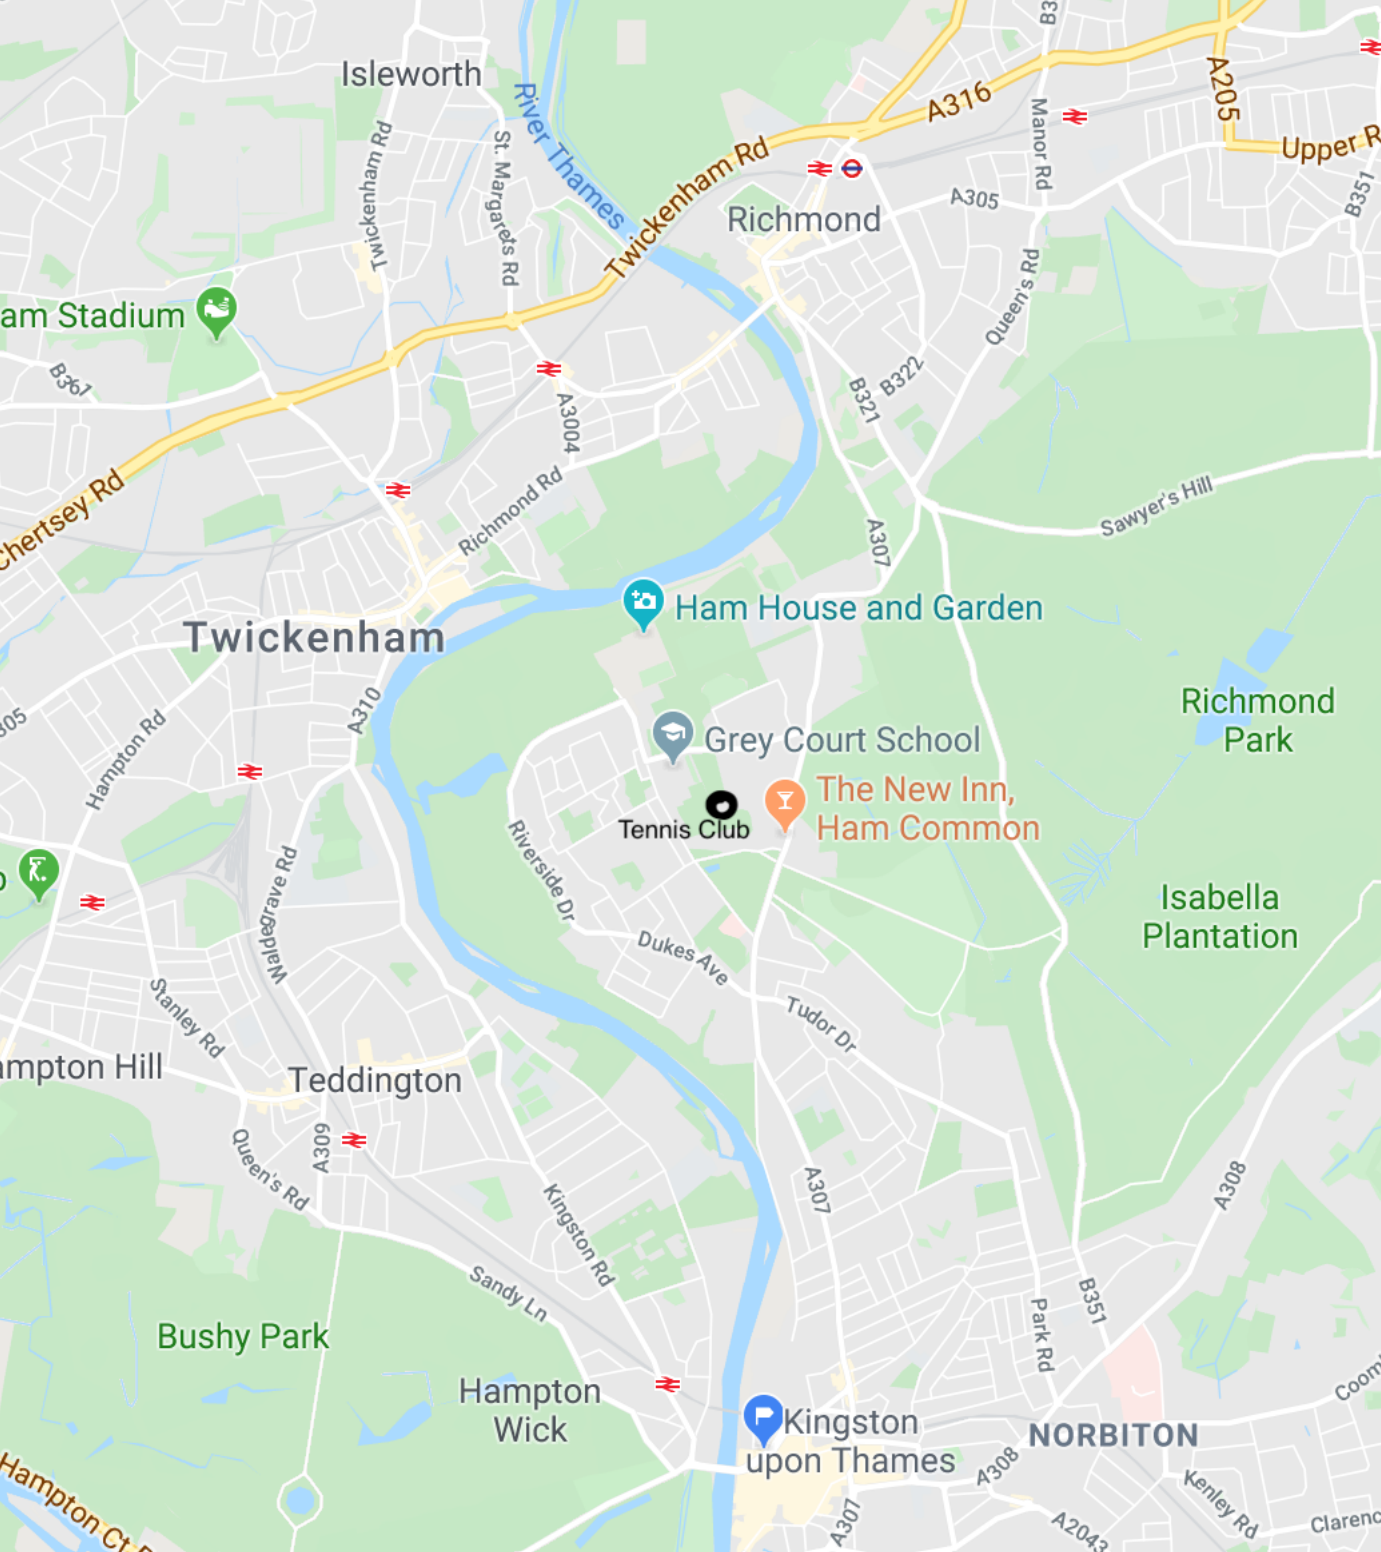 B3
Isleworth
River Thames
A316
A205
Manor Rd
Upper R
Twickenham Rd
St. Margarets Rd
Twickenham Rd
B351
A305
Richmond
Queen's Rd
am Stadium
B361
B322
B321
A3004
Chertsey Rd
Richmond Rd
Sawyer's Hill
A307
Ham House and Garden
Twickenham
A310
Richmond
Park
305
Hampton Rd
Grey Court School
The New Inn,
Ham Common
Tennis Club
Riverside Dr
Waldegrave Rd
Isabella
Plantation
Dukes Ave
Stanley Rd
Tudor Dr
ampton Hill
Teddington
A309
Queen's Rd
A307
A308
Kingston Rd
Sandy Ln
B351
Park Rd
Bushy Park
Hampton
Wick
Kingston
upon Thames
NORBITON
Coom
A308
Kenley Rd
Hampton Ct
A307
A2043
Clarenc